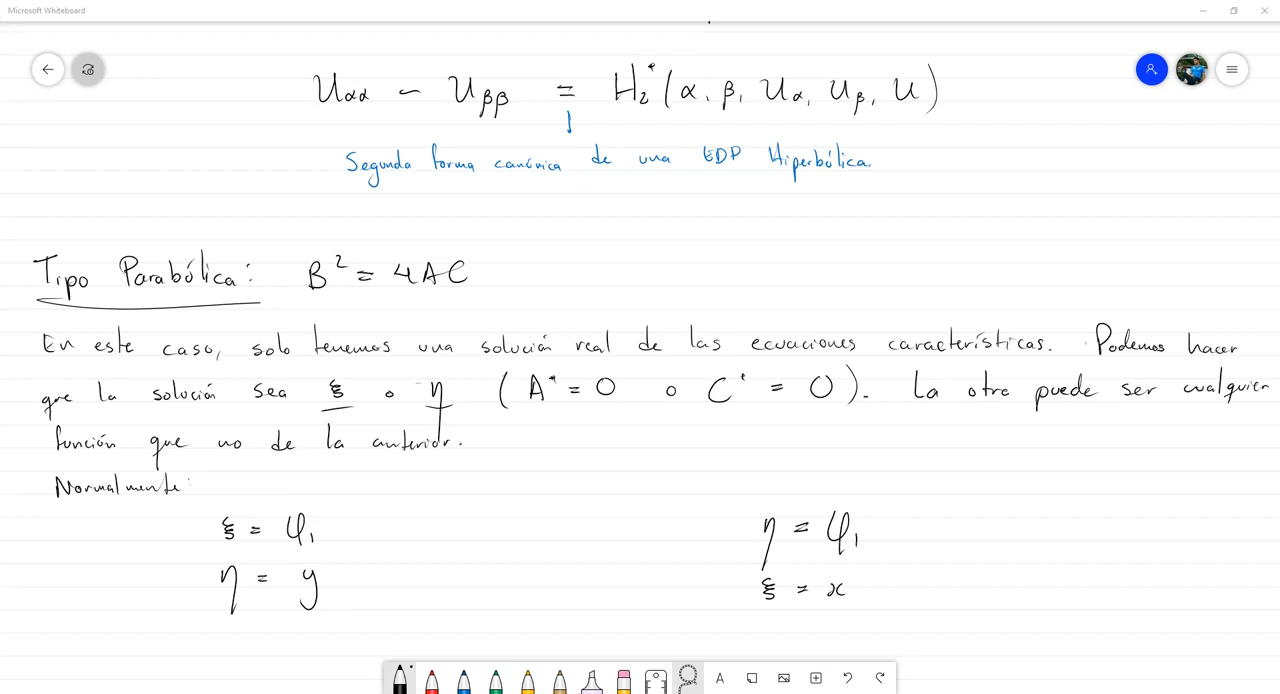 Microsoft Whiteboard
Uαα - Uββ = H₂*(α, β, Uα, Uβ, U)
Segunda forma canónica de una EDP Hiperbólica.
Tipo Parabólica: B² = 4AC
En este caso, solo tenemos una solución real de las ecuaciones características. Podemos hacer
que la solución sea ξ o η (A* = 0 o C* = 0). La otra puede ser cualquier
función que no de la anterior.
Normalmente:
ξ = φ₁ η = φ₁
η = y ξ = x
A